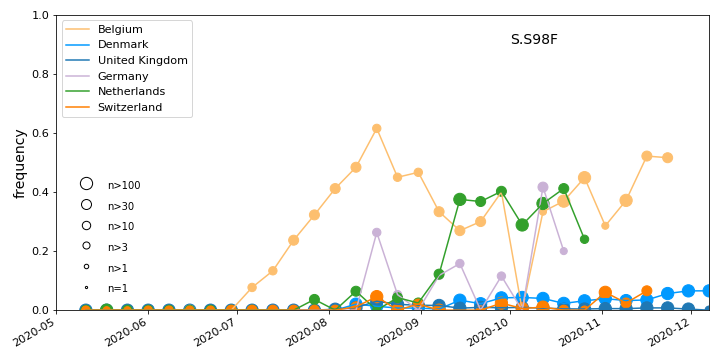 S.S98F
Belgium
Denmark
United Kingdom
Germany
Netherlands
Switzerland
n>100
n>30
n>10
n>3
n>1
n=1
frequency
1.0
0.8
0.6
0.4
0.2
0.0
2020-05
2020-06
2020-07
2020-08
2020-09
2020-10
2020-11
2020-12